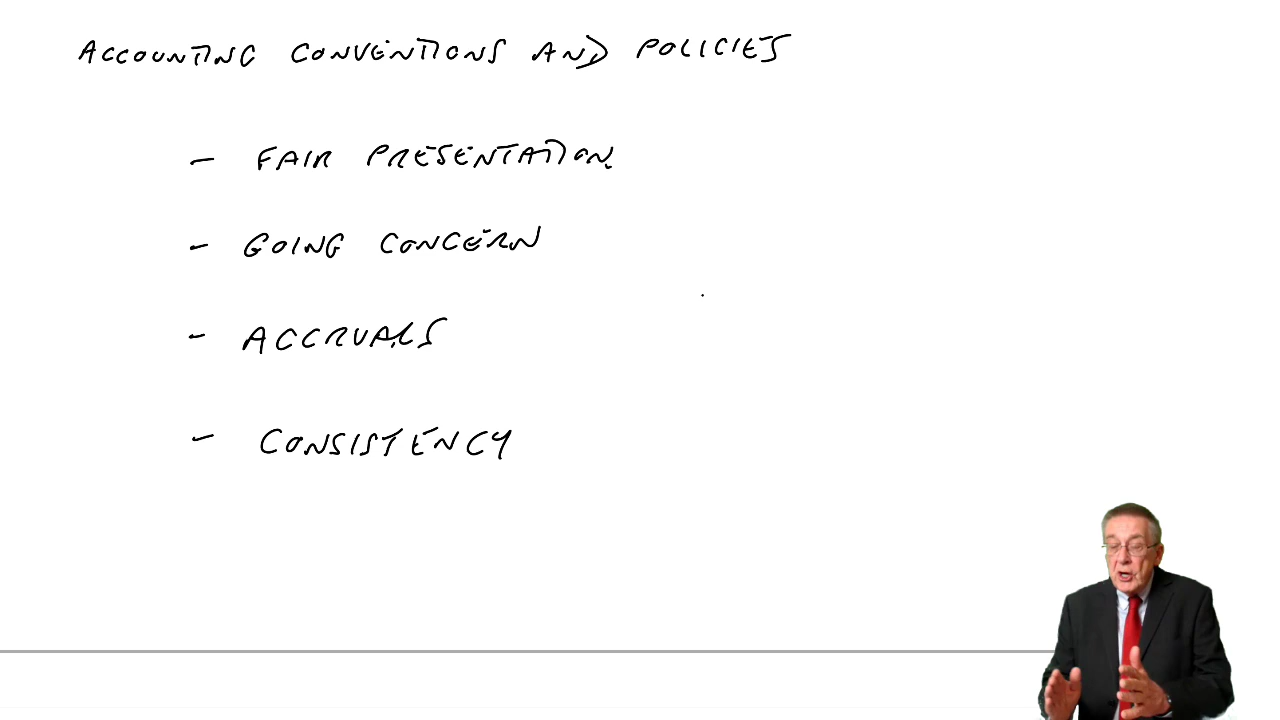 ACCOUNTING CONVENTIONS AND POLICIES
- FAIR PRESENTATION
- GOING CONCERN
- ACCRUALS
- CONSISTENCY